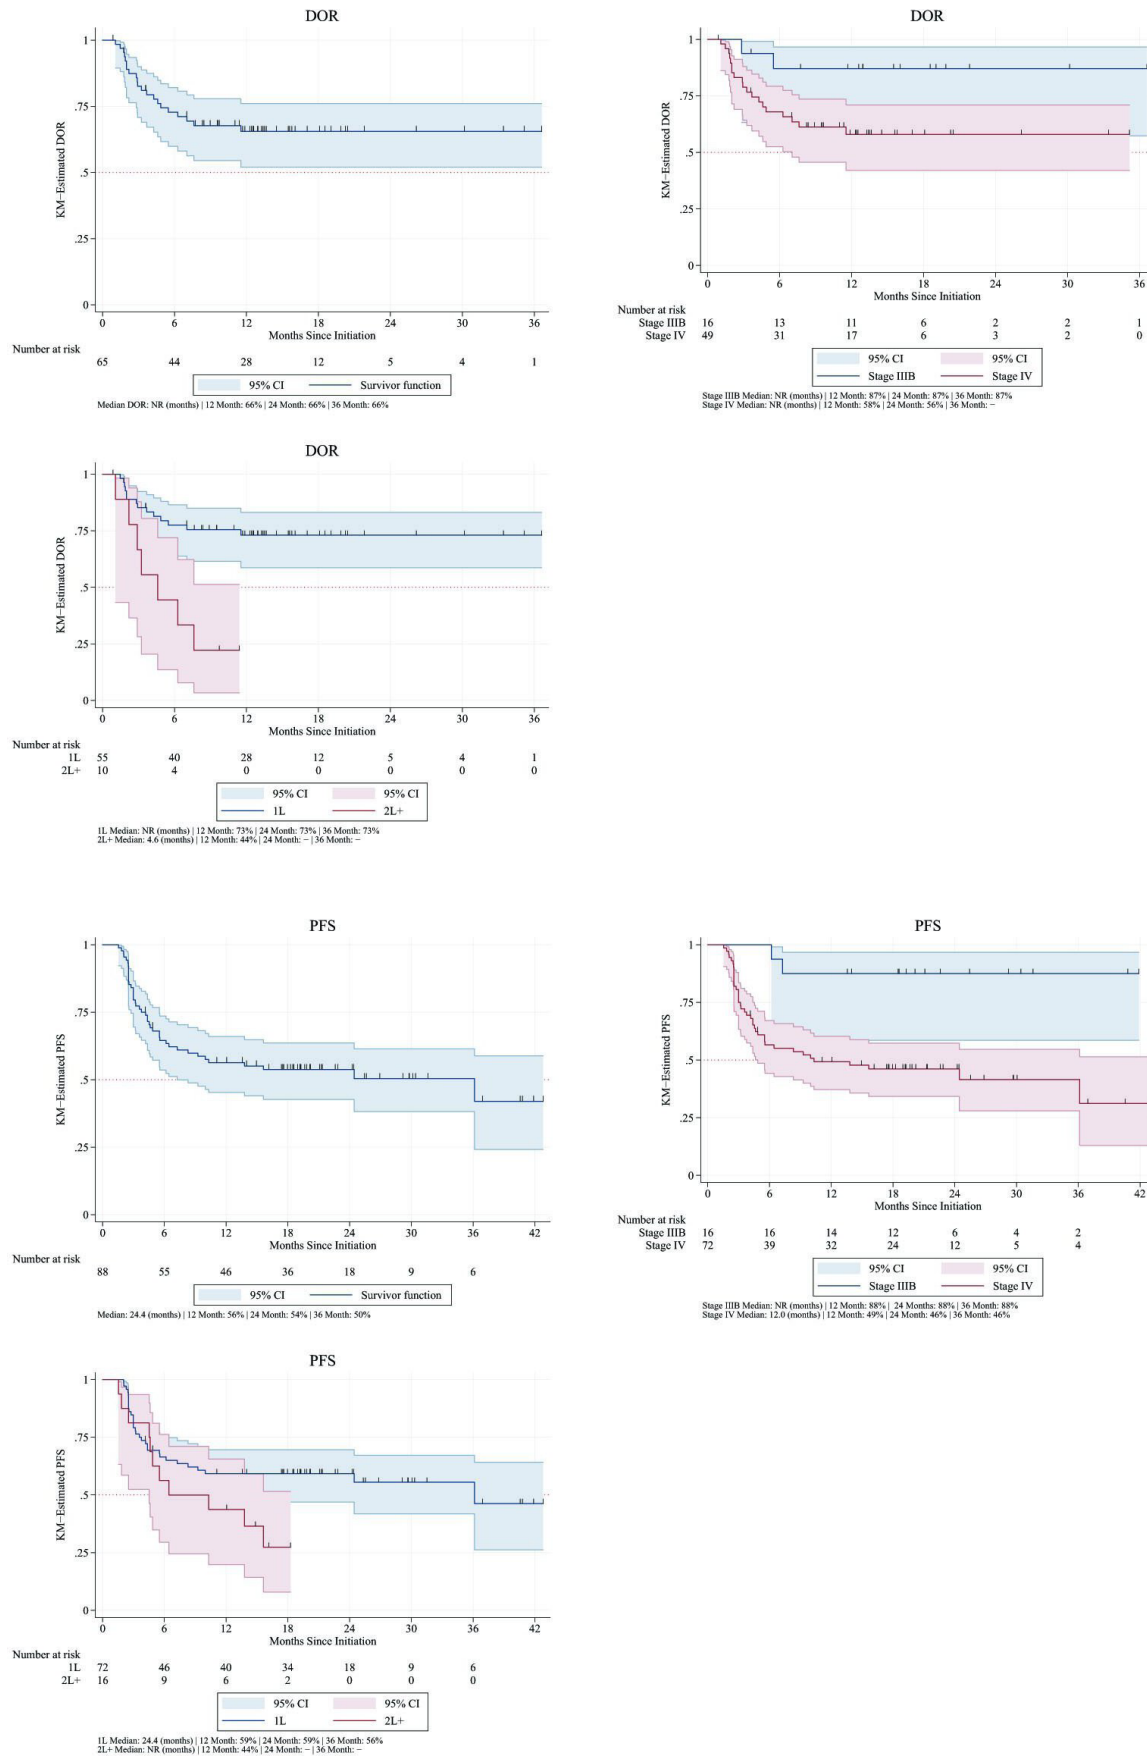 DOR
KM-Estimated DOR
1
.75
.5
.25
0
0 6 12 18 24 30 36
Months Since Initiation
Number at risk
65 44 28 12 5 4 1
95% CI Survivor function
Median DOR: NR (months) | 12 Month: 66% | 24 Month: 66% | 36 Month: 66%
DOR
KM-Estimated DOR
1
.75
.5
.25
0
0 6 12 18 24 30 36
Months Since Initiation
Number at risk
Stage IIIB 16 13 11 6 2 2 1
Stage IV 49 31 17 6 3 2 0
95% CI 95% CI
Stage IIIB Stage IV
Stage IIIB Median: NR (months) | 12 Month: 87% | 24 Month: 87% | 36 Month: 87%
Stage IV Median: NR (months) | 12 Month: 58% | 24 Month: 56% | 36 Month: −
DOR
KM-Estimated DOR
1
.75
.5
.25
0
0 6 12 18 24 30 36
Months Since Initiation
Number at risk
1L 55 40 28 12 5 4 1
2L+ 10 4 0 0 0 0 0
95% CI 95% CI
1L 2L+
1L Median: NR (months) | 12 Month: 73% | 24 Month: 73% | 36 Month: 73%
2L+ Median: 4.6 (months) | 12 Month: 44% | 24 Month: − | 36 Month: −
PFS
KM-Estimated PFS
1
.75
.5
.25
0
0 6 12 18 24 30 36 42
Months Since Initiation
Number at risk
88 55 46 36 18 9 6
95% CI Survivor function
Median: 24.4 (months) | 12 Month: 56% | 24 Month: 54% | 36 Month: 50%
PFS
KM-Estimated PFS
1
.75
.5
.25
0
0 6 12 18 24 30 36 42
Months Since Initiation
Number at risk
Stage IIIB 16 16 14 12 6 4 2
Stage IV 72 39 32 24 12 5 4
95% CI 95% CI
Stage IIIB Stage IV
Stage IIIB Median: NR (months) | 12 Month: 88% | 24 Months: 88% | 36 Month: 88%
Stage IV Median: 12.0 (months) | 12 Month: 49% | 24 Month: 46% | 36 Month: 46%
PFS
KM-Estimated PFS
1
.75
.5
.25
0
0 6 12 18 24 30 36 42
Months Since Initiation
Number at risk
1L 72 46 40 34 18 9 6
2L+ 16 9 6 2 0 0 0
95% CI 95% CI
1L 2L+
1L Median: 24.4 (months) | 12 Month: 59% | 24 Month: 59% | 36 Month: 56%
2L+ Median: NR (months) | 12 Month: 44% | 24 Month: − | 36 Month: −